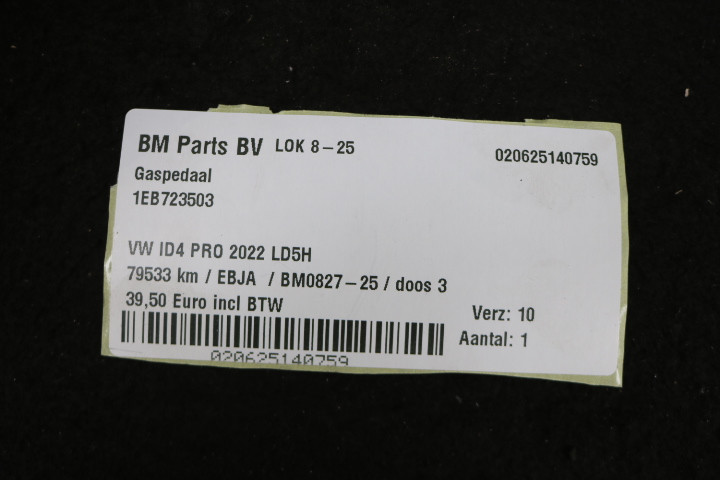 BM Parts BV LOK 8-25
020625140759
Gaspedaal
1EB723503
VW ID4 PRO 2022 LD5H
79533 km / EBJA / BM0827-25 / doos 3
39,50 Euro incl BTW
Verz: 10
Aantal: 1
020625140759